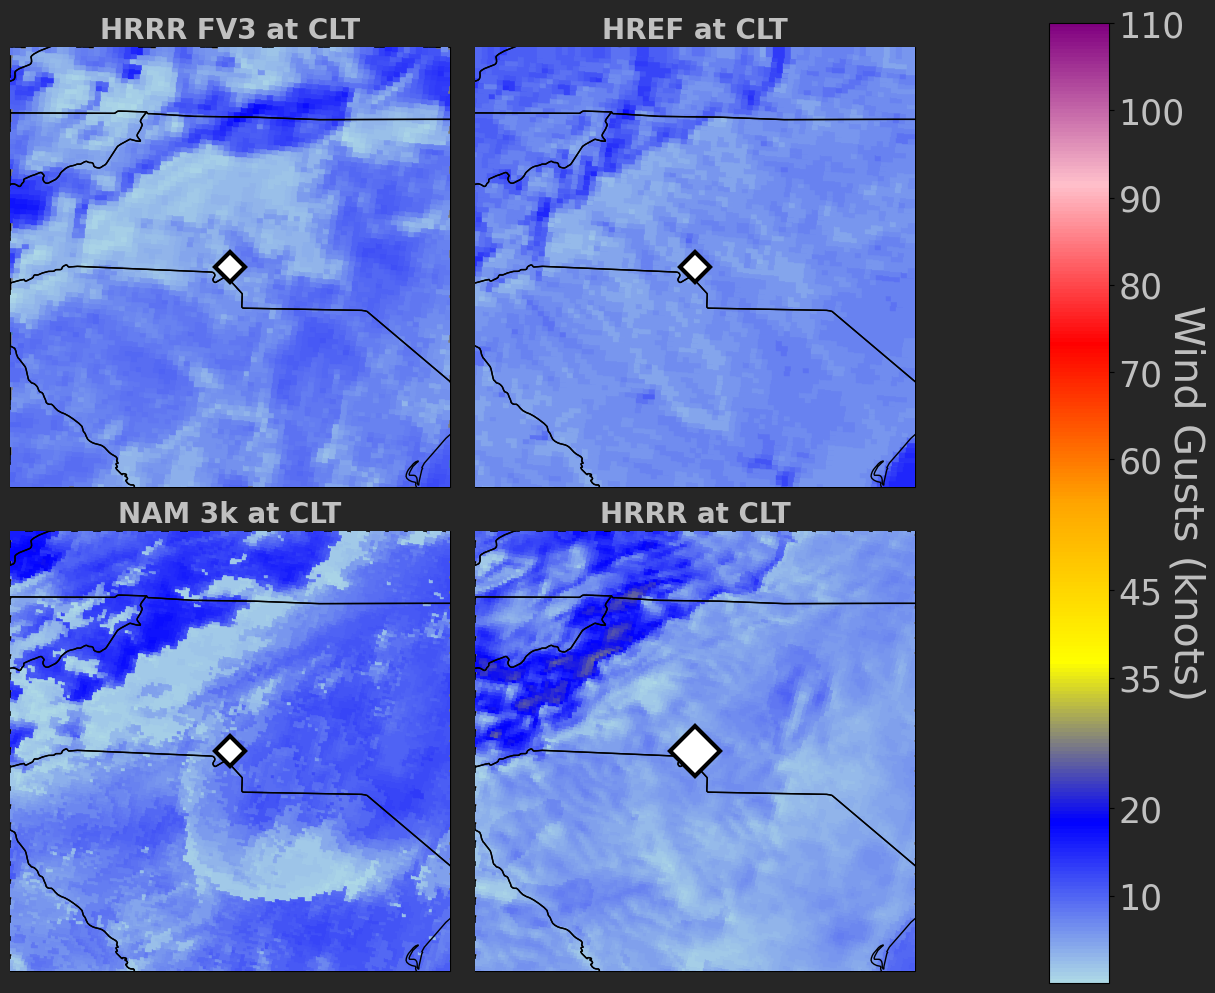 HRRR FV3 at CLT
HREF at CLT
NAM 3k at CLT
HRRR at CLT
110
100
90
80
70
60
45
35
20
10
Wind Gusts (knots)